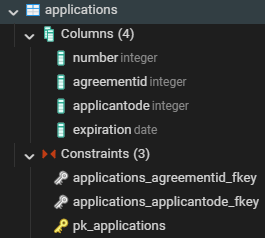 applications
Columns (4)
number integer
agreementid integer
applicantode integer
expiration date
Constraints (3)
applications_agreementid_fkey
applications_applicantode_fkey
pk_applications